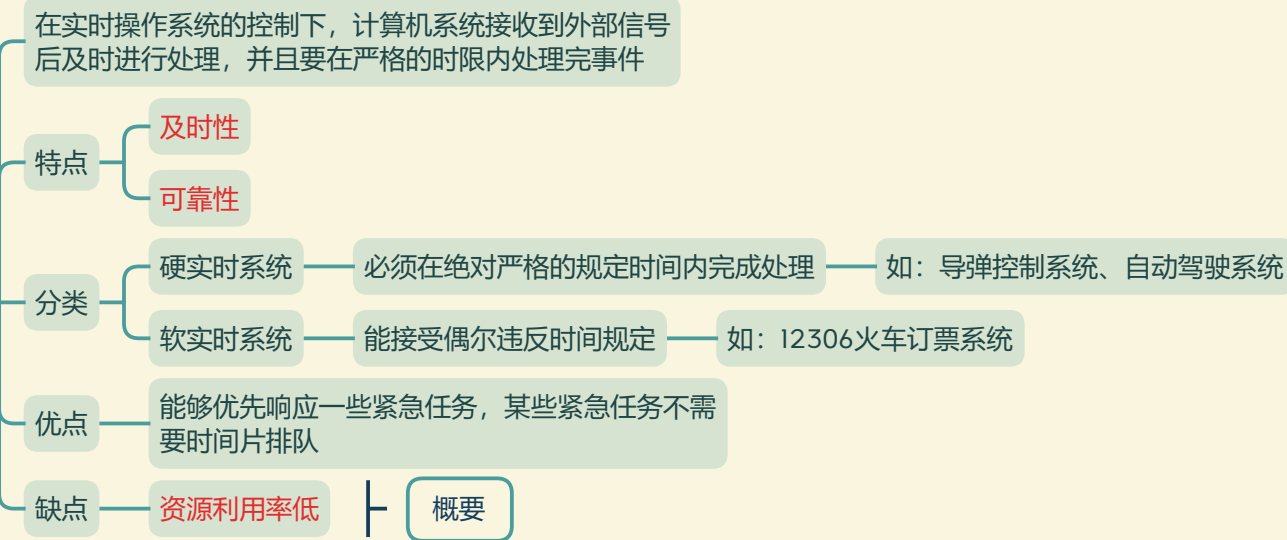 在实时操作系统的控制下，计算机系统接收到外部信号
后及时进行处理，并且要在严格的时限内处理完事件
特点
及时性
可靠性
分类
硬实时系统
必须在绝对严格的规定时间内完成处理
如：导弹控制系统、自动驾驶系统
软实时系统
能接受偶尔违反时间规定
如：12306火车订票系统
优点
能够优先响应一些紧急任务，某些紧急任务不需
要时间片排队
缺点
资源利用率低
概要